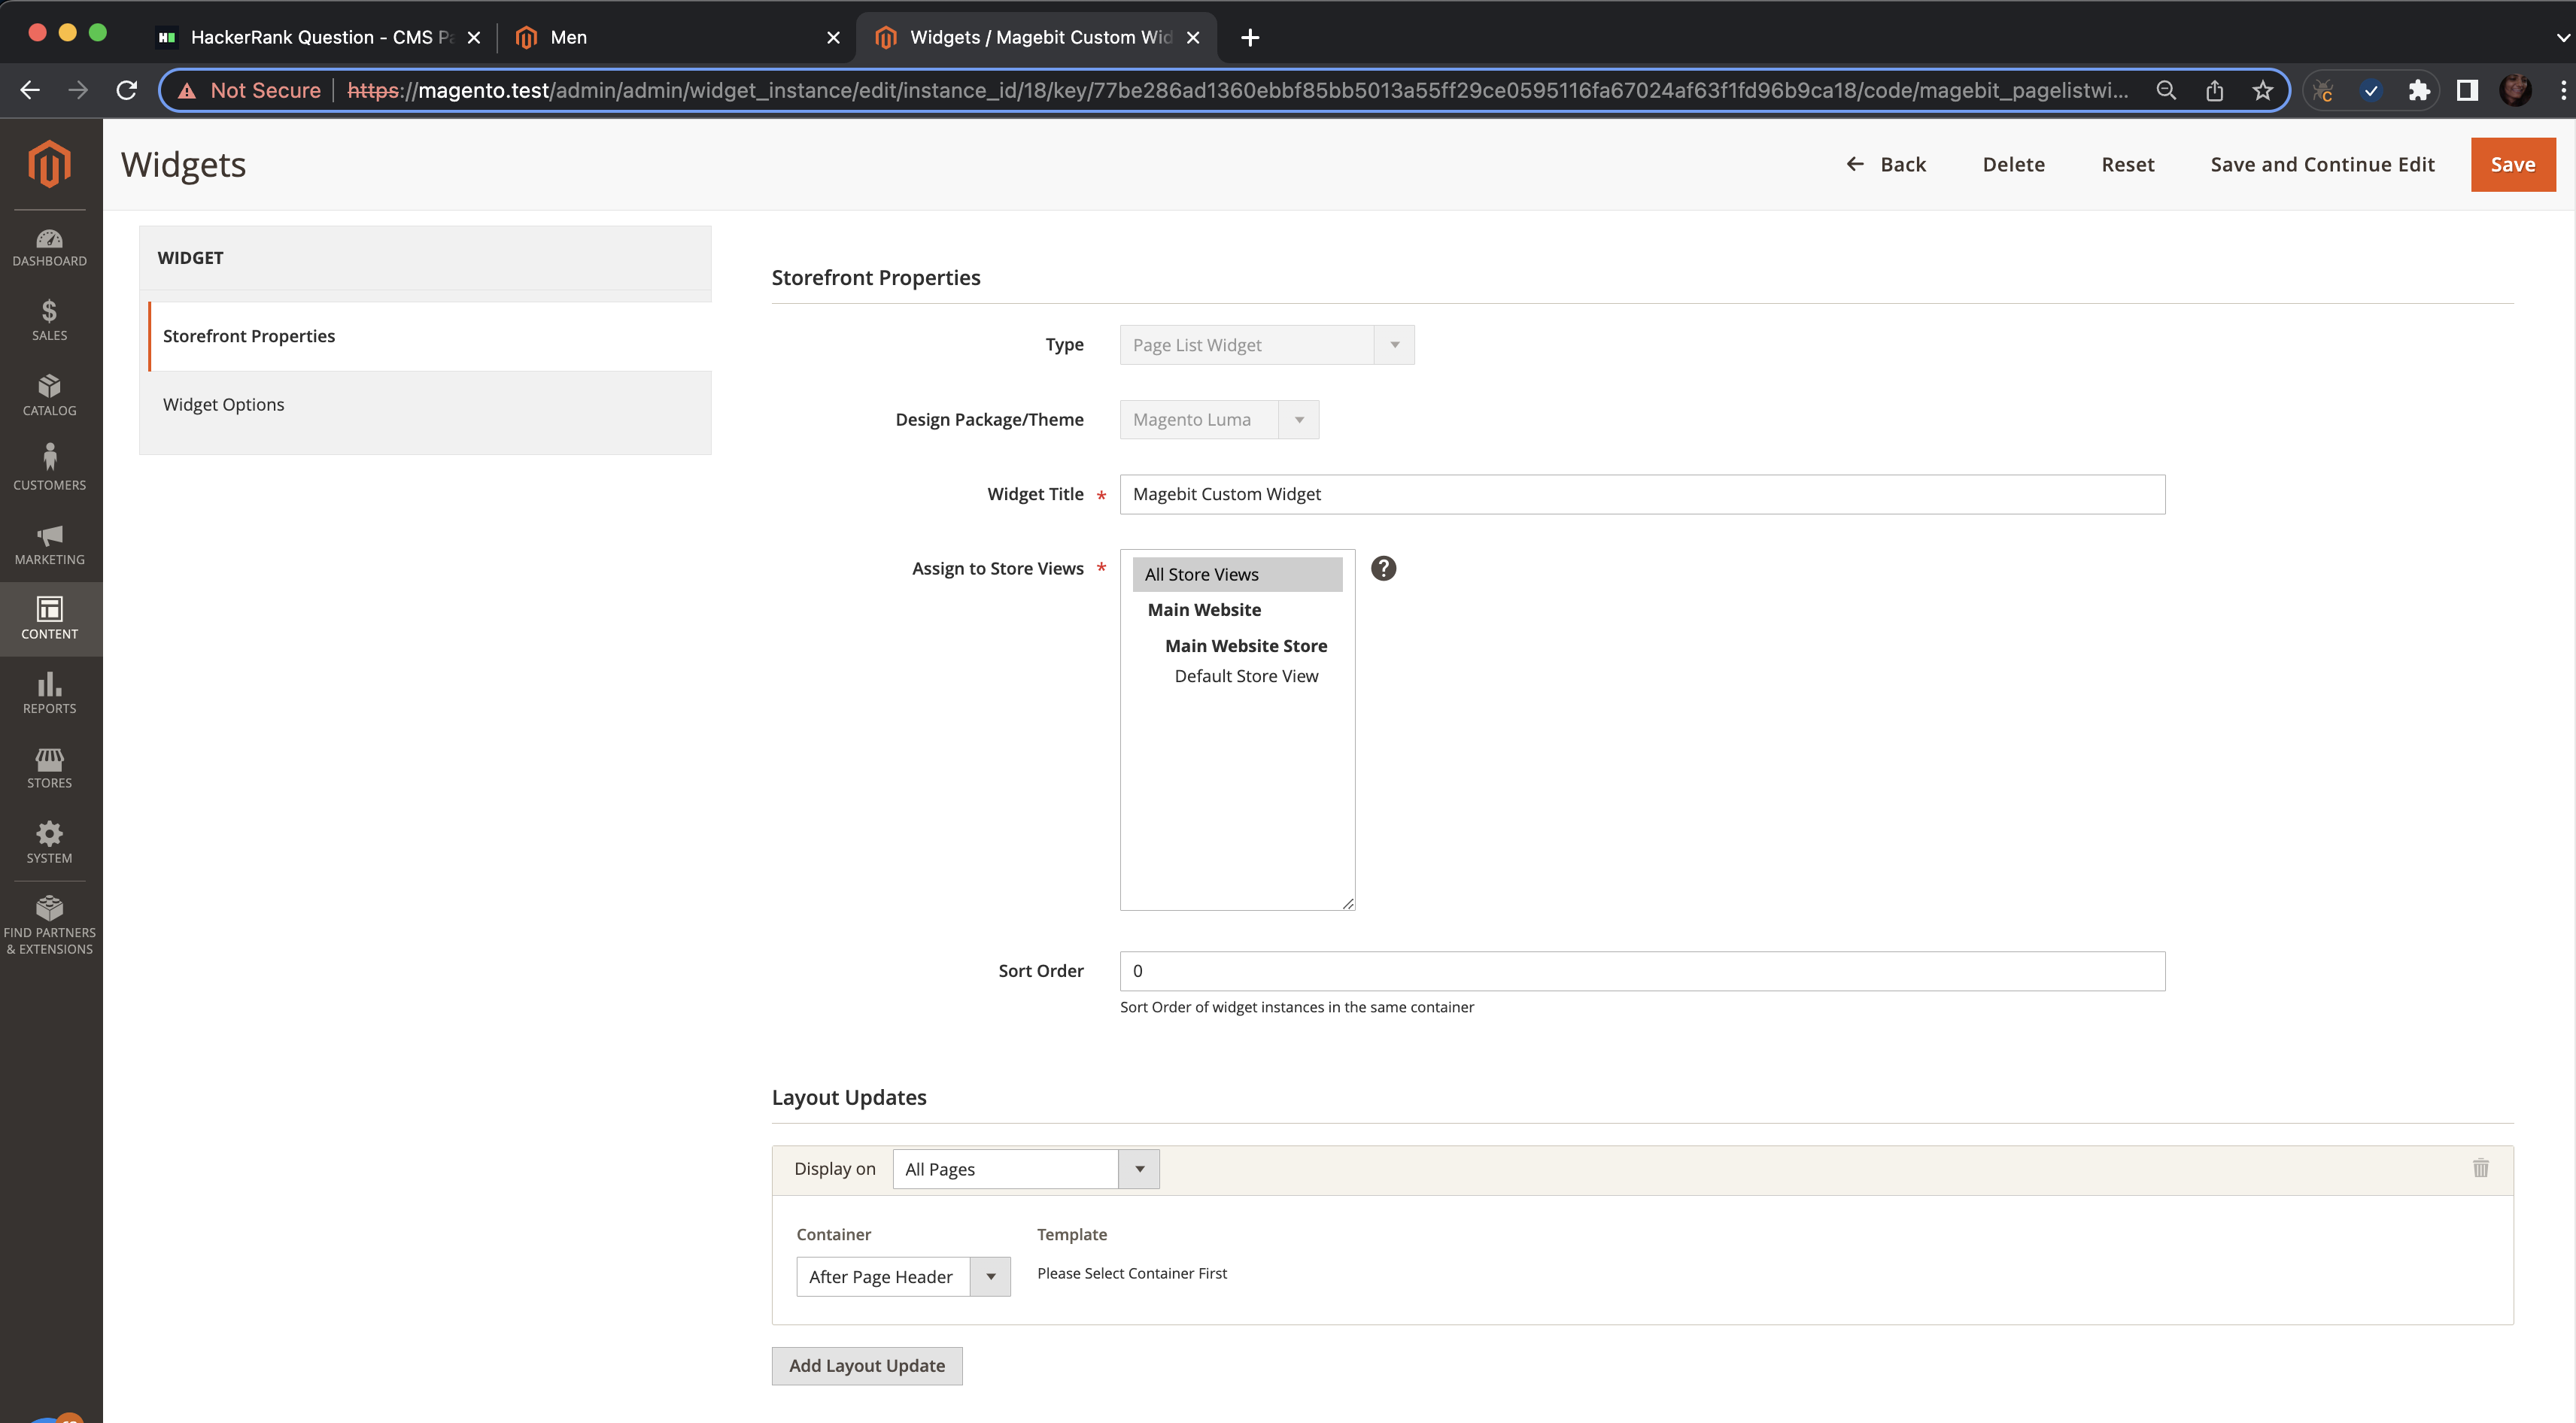 HackerRank Question - CMS Pa
Men
Widgets / Magebit Custom Wid
Not Secure
https://magento.test/admin/admin/widget_instance/edit/instance_id/18/key/77be286ad1360ebbf85bb5013a55ff29ce0595116fa67024af63f1fd96b9ca18/code/magebit_pagelistwi...
Widgets
Back
Delete
Reset
Save and Continue Edit
Save
DASHBOARD
SALES
CATALOG
CUSTOMERS
MARKETING
CONTENT
REPORTS
STORES
SYSTEM
FIND PARTNERS
& EXTENSIONS
WIDGET
Storefront Properties
Widget Options
Storefront Properties
Type
Page List Widget
Design Package/Theme
Magento Luma
Widget Title *
Magebit Custom Widget
Assign to Store Views *
All Store Views
Main Website
Main Website Store
Default Store View
?
Sort Order
0
Sort Order of widget instances in the same container
Layout Updates
Display on
All Pages
Container
Template
After Page Header
Please Select Container First
Add Layout Update